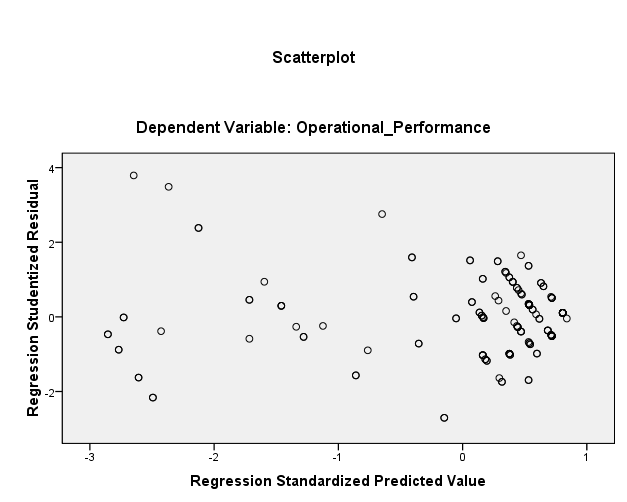 Scatterplot
Dependent Variable: Operational_Performance
Regression Studentized Residual
4
2
0
-2
-3
-2
-1
0
1
Regression Standardized Predicted Value